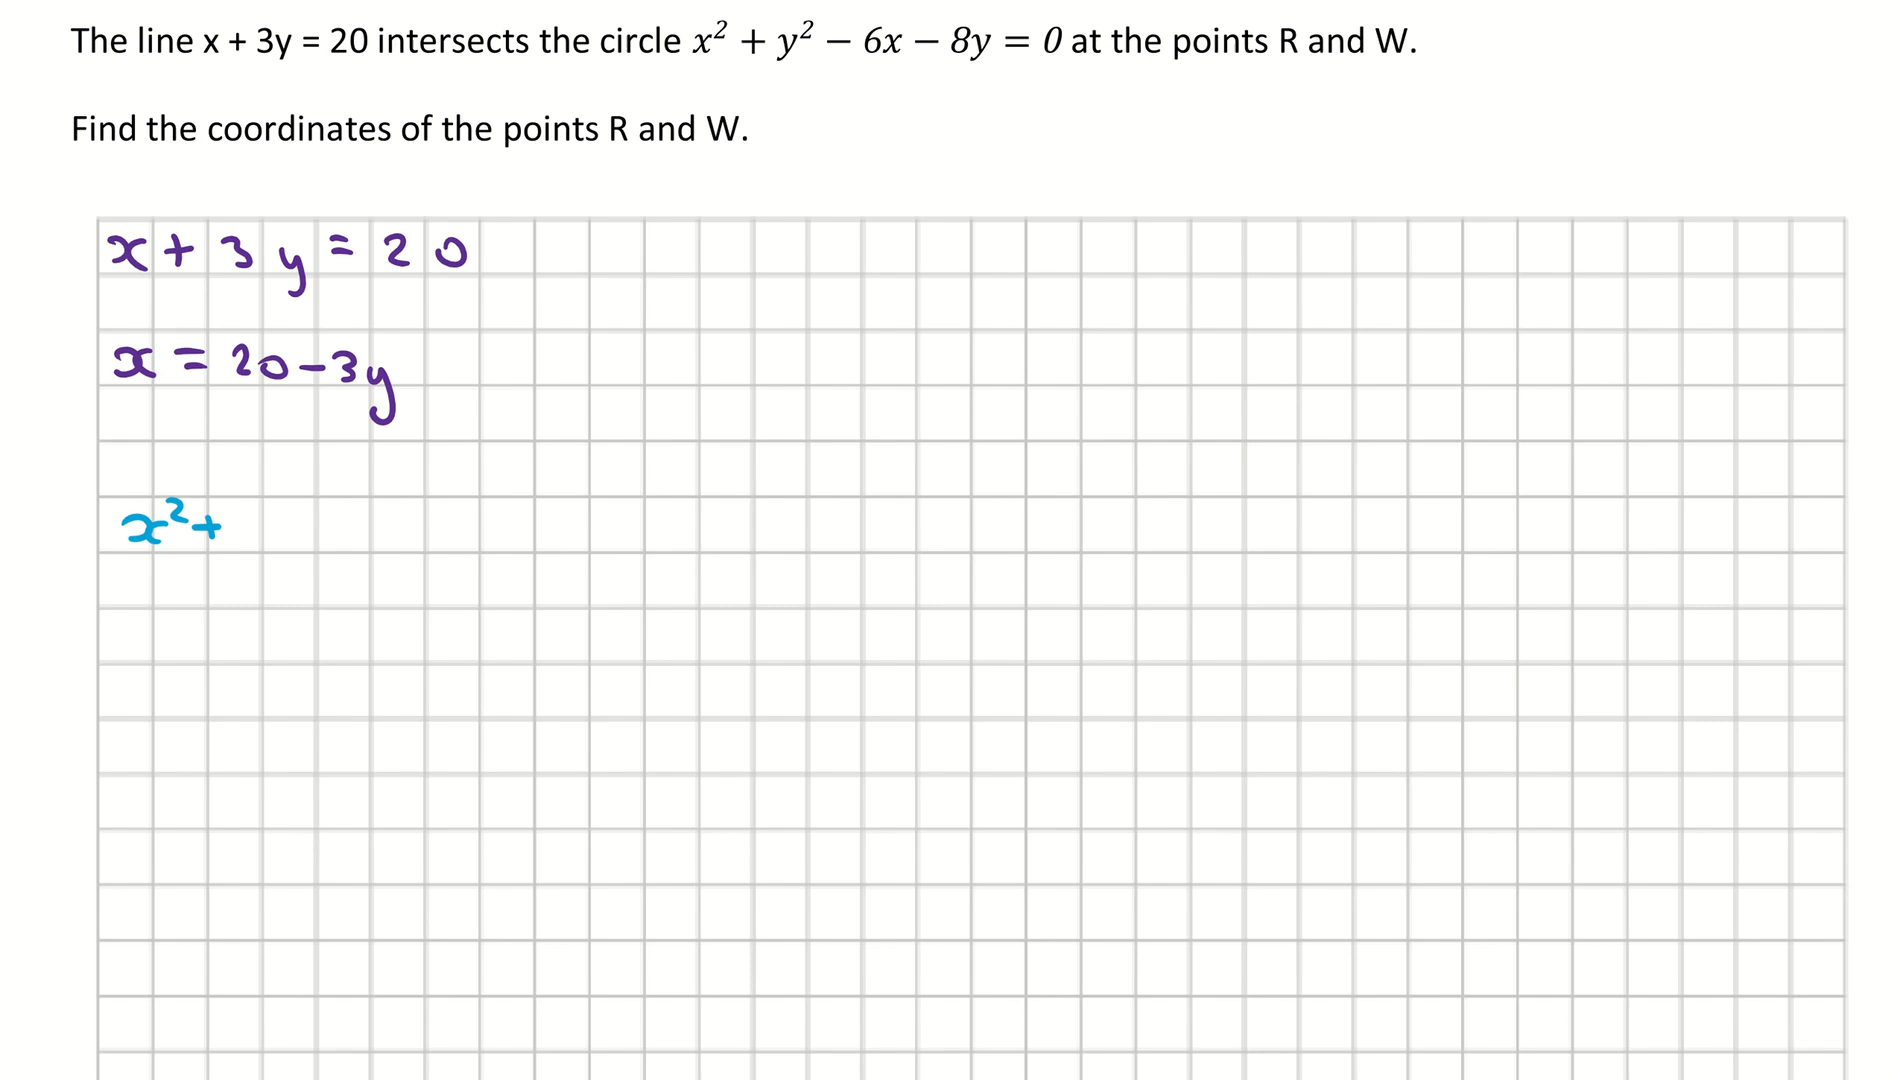 The line x + 3y = 20 intersects the circle x² + y² − 6x − 8y = 0 at the points R and W.
Find the coordinates of the points R and W.
x + 3y = 20
x = 20 - 3y
x² +